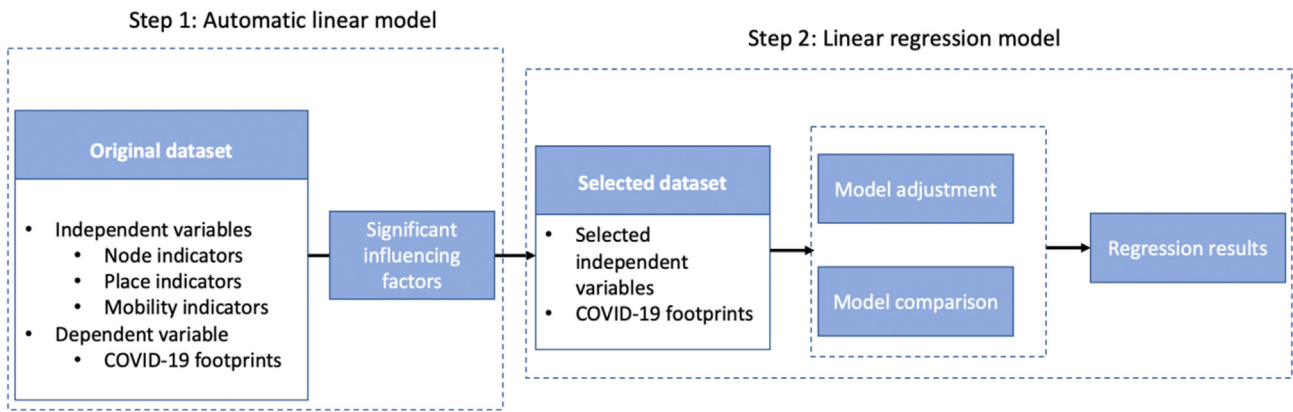 Step 1: Automatic linear model
Original dataset
• Independent variables
• Node indicators
• Place indicators
• Mobility indicators
• Dependent variable
• COVID-19 footprints
Significant
influencing
factors
Step 2: Linear regression model
Selected dataset
• Selected
independent
variables
• COVID-19 footprints
Model adjustment
Model comparison
Regression results